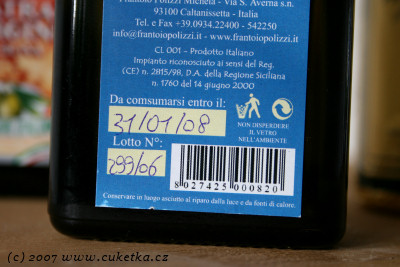 Frantoio Polizzi Michela - Via S. Averna s.n.
93100 Caltanissetta - Italia
Tel. e Fax +39.0934.22400 - 542250
info@frantoiopolizzi.it - www.frantoiopolizzi.it
CL 001 - Prodotto Italiano
Impianto riconosciuto ai sensi del Reg.
(CE) n. 2815/98, D.A. della Regione Siciliana
n. 1760 del 14 giugno 2000
Da consumarsi entro il:
31/01/08
NON DISPERDERE
IL VETRO
NELL'AMBIENTE
Lotto N°:
299/06
8 027425 000820
Conservare in luogo asciutto al riparo dalla luce e da fonti di calore.
(c) 2007 www.cuketka.cz